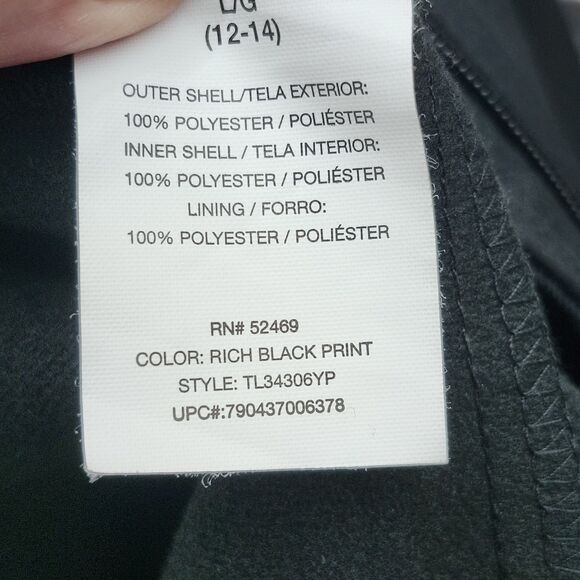 L/G
(12-14)
OUTER SHELL/TELA EXTERIOR:
100% POLYESTER / POLIÉSTER
INNER SHELL / TELA INTERIOR:
100% POLYESTER / POLIÉSTER
LINING / FORRO:
100% POLYESTER / POLIÉSTER
RN# 52469
COLOR: RICH BLACK PRINT
STYLE: TL34306YP
UPC#:790437006378